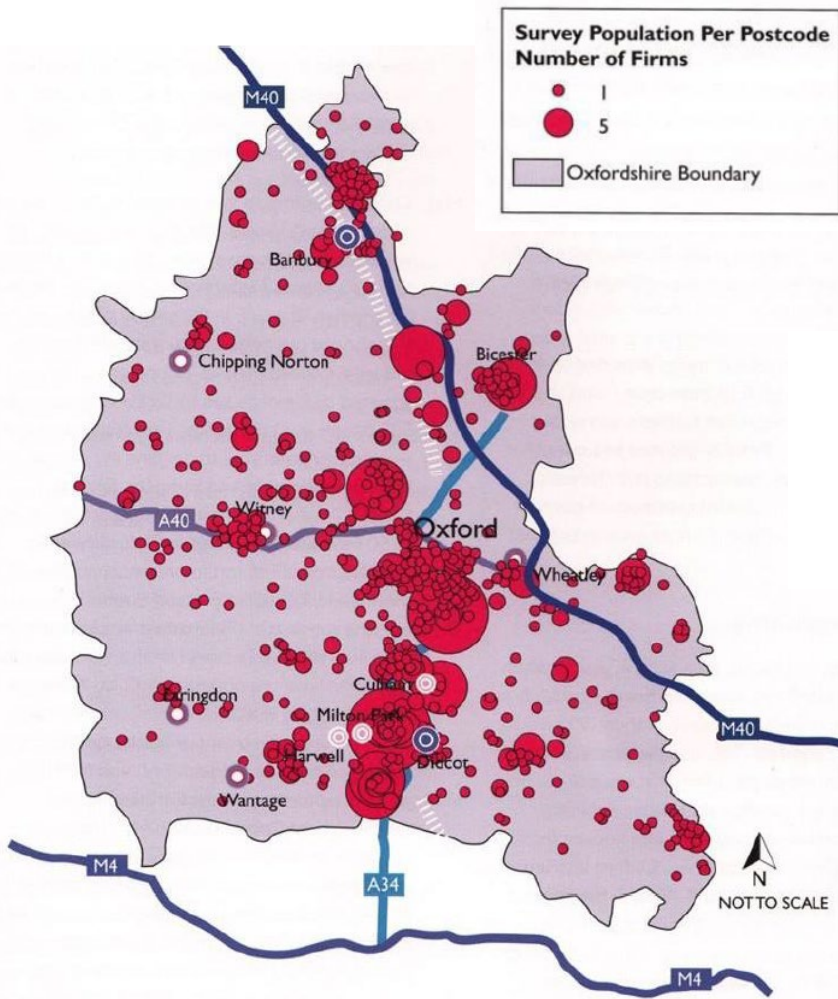 Survey Population Per Postcode
Number of Firms
1
5
Oxfordshire Boundary
M40
Banbury
Chipping Norton
Bicester
Witney
A40
Oxford
Wheatley
Culham
Faringdon
Milton Park
M40
Harwell
Didcot
Wantage
M4
A34
N
NOT TO SCALE
M4